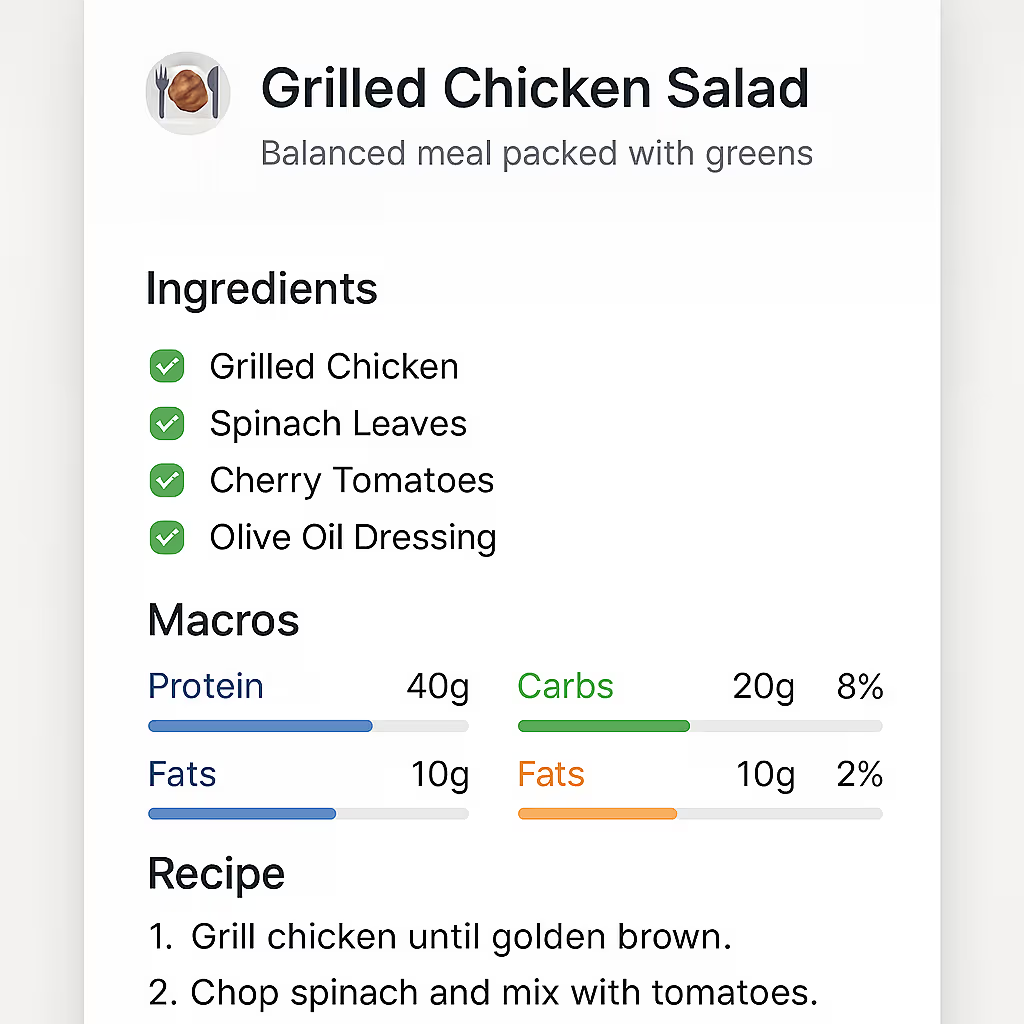 Grilled Chicken Salad
Balanced meal packed with greens
Ingredients
Grilled Chicken
Spinach Leaves
Cherry Tomatoes
Olive Oil Dressing
Macros
Protein 40g Carbs 20g 8%
Fats 10g Fats 10g 2%
Recipe
1. Grill chicken until golden brown.
2. Chop spinach and mix with tomatoes.